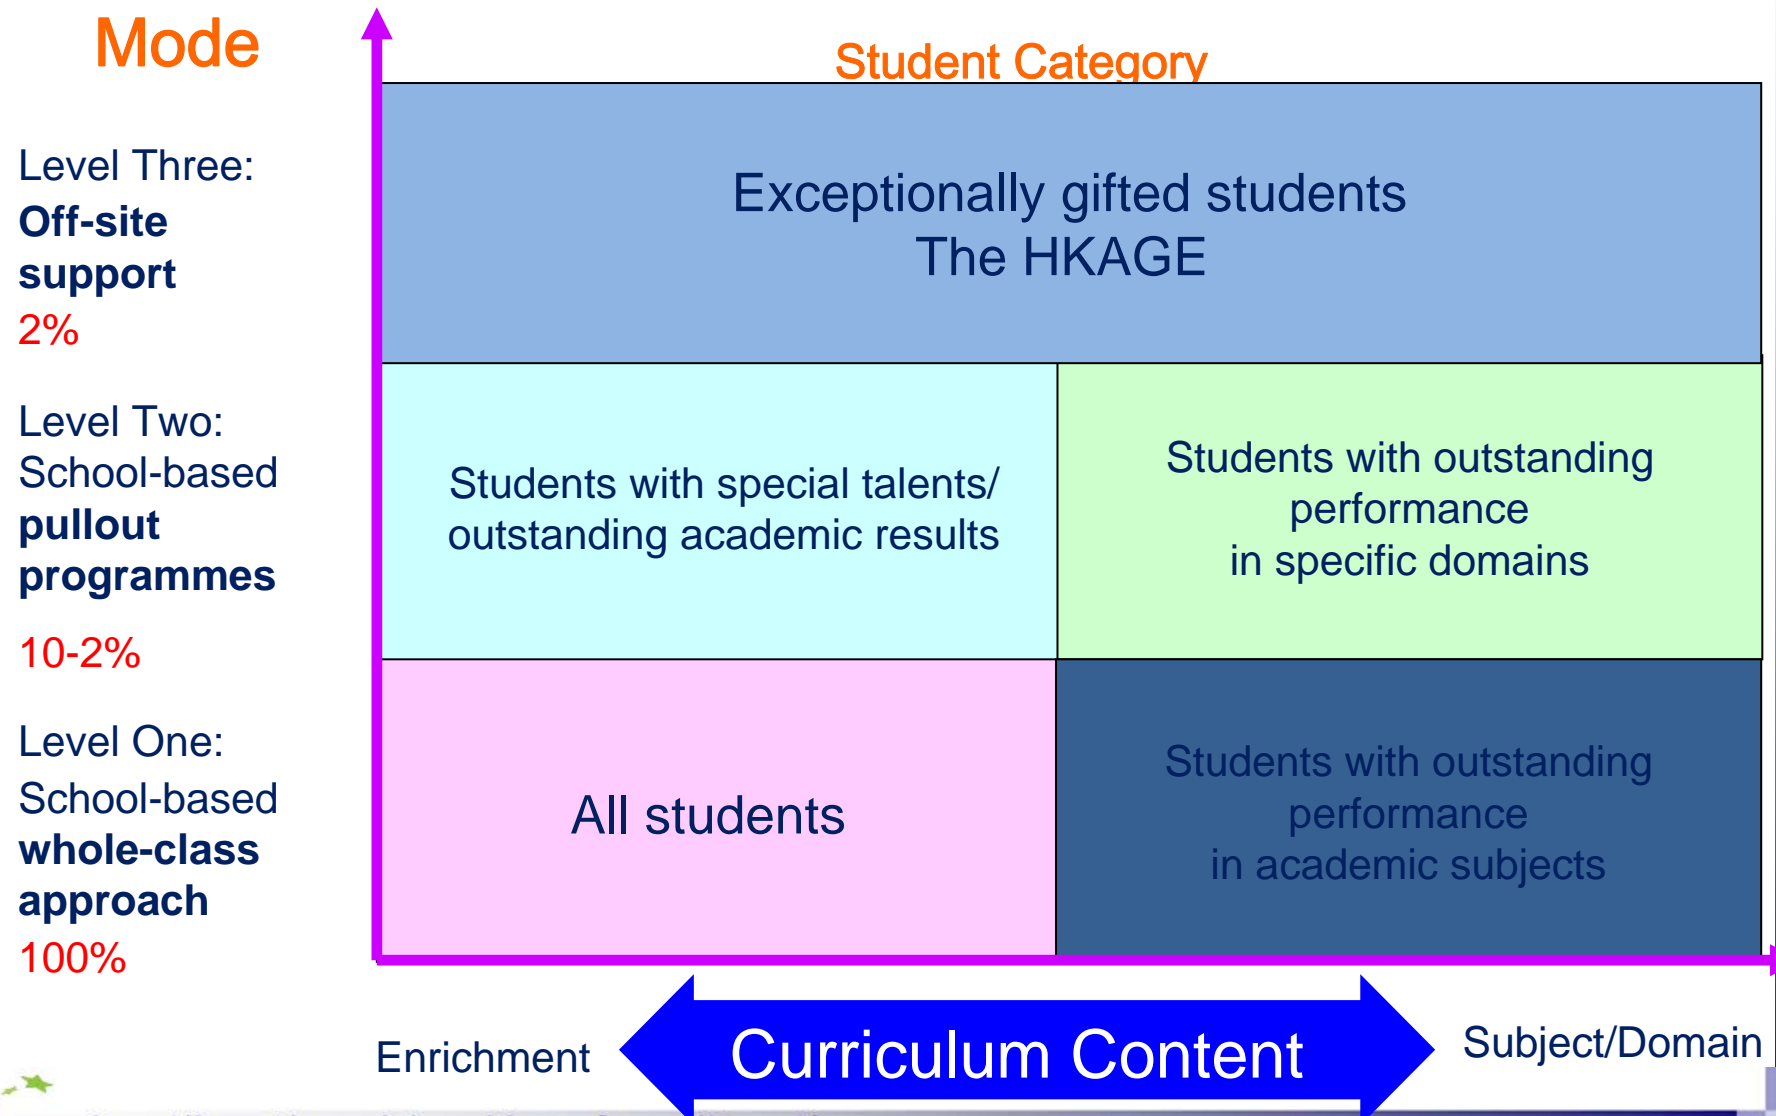 Mode
Student Category
Level Three:
Off-site
support
2%
Exceptionally gifted students
The HKAGE
Level Two:
School-based
pullout
programmes
10-2%
Students with special talents/
outstanding academic results
Students with outstanding
performance
in specific domains
Level One:
School-based
whole-class
approach
100%
All students
Students with outstanding
performance
in academic subjects
Enrichment
Curriculum Content
Subject/Domain